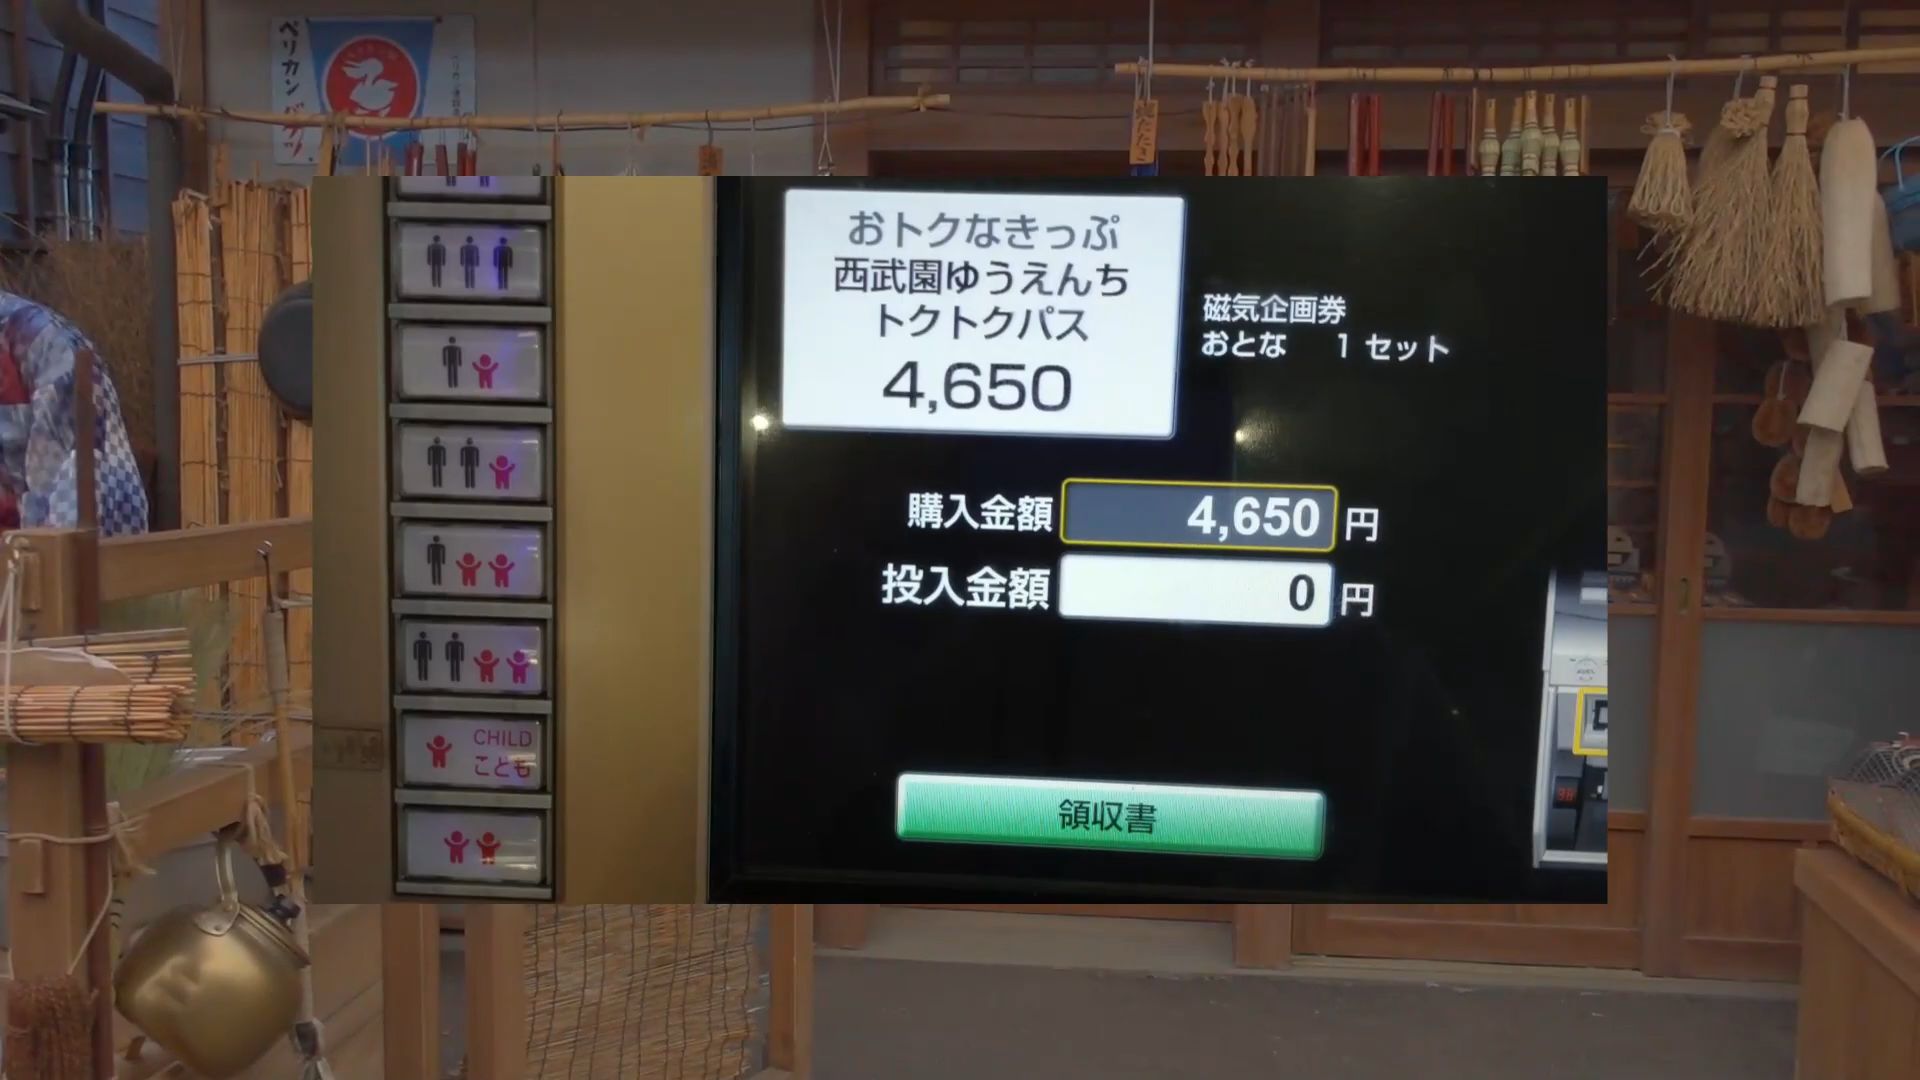 ペリカン
おトクなきっぷ
西武園ゆうえんち
トクトクパス
4,650
磁気企画券
おとな 1 セット
購入金額 4,650 円
投入金額 0 円
領収書
CHILD
こども